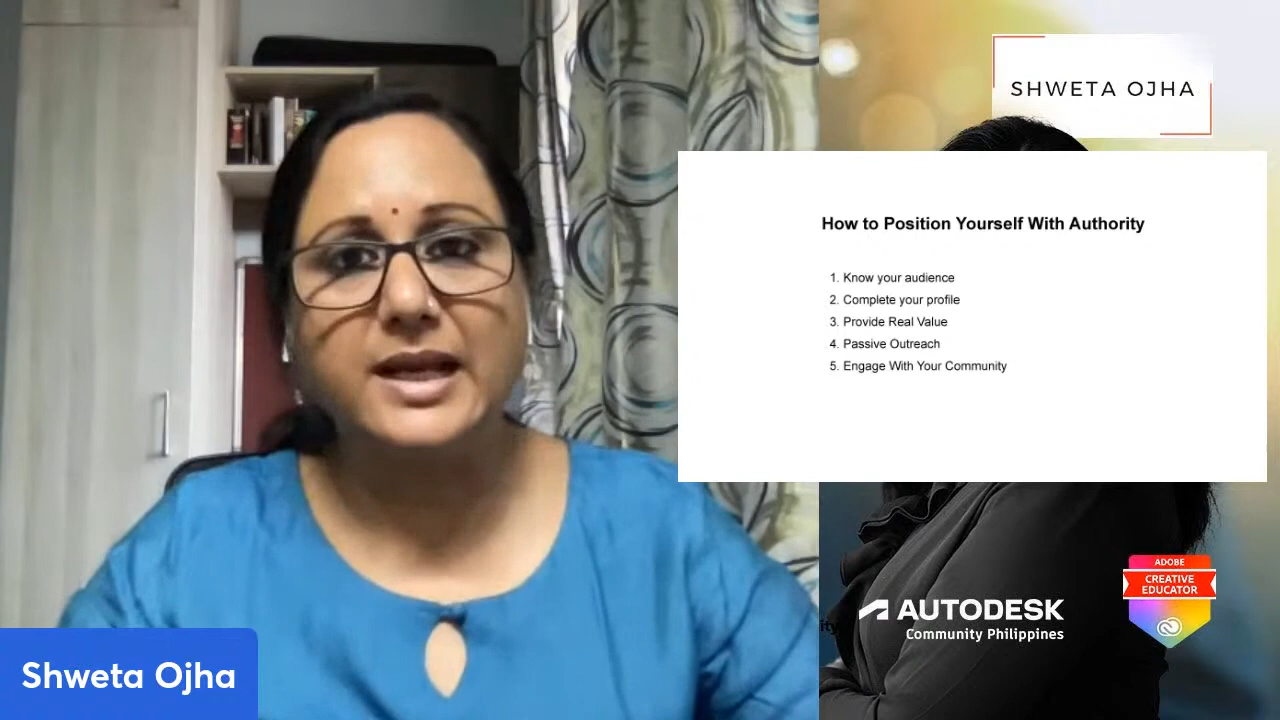 SHWETA OJHA
How to Position Yourself With Authority
1. Know your audience
2. Complete your profile
3. Provide Real Value
4. Passive Outreach
5. Engage With Your Community
ADOBE
CREATIVE
EDUCATOR
AUTODESK
Community Philippines
Shweta Ojha